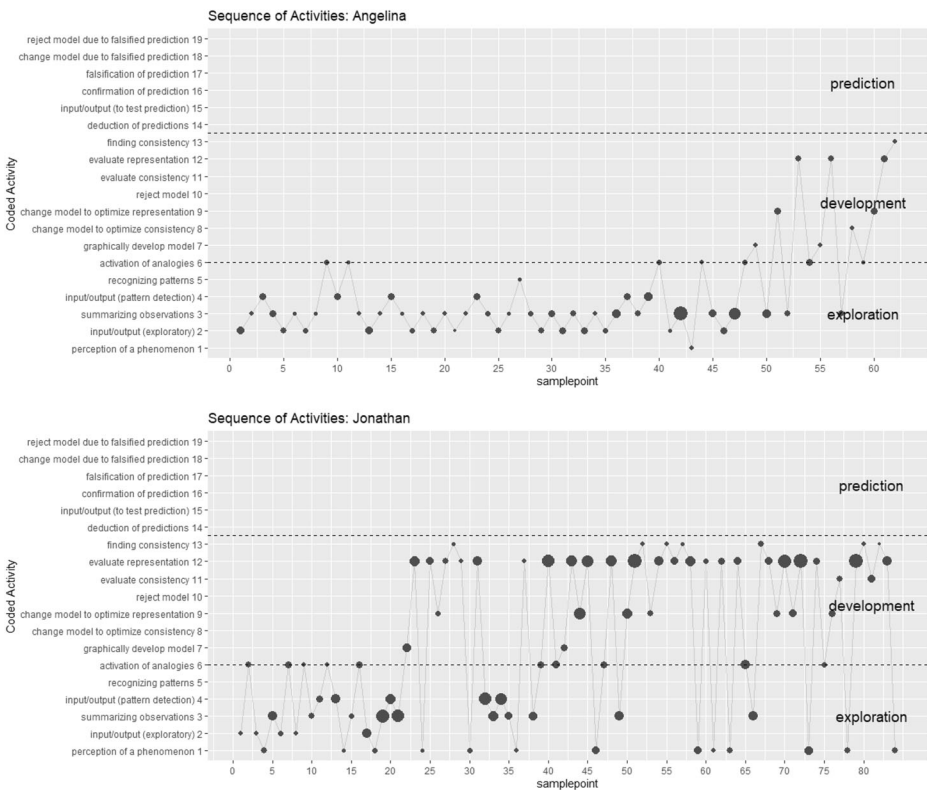 Sequence of Activities: Angelina
reject model due to falsified prediction 19
change model due to falsified prediction 18
falsification of prediction 17
confirmation of prediction 16
input/output (to test prediction) 15
deduction of predictions 14
finding consistency 13
evaluate representation 12
evaluate consistency 11
reject model 10
change model to optimize representation 9
change model to optimize consistency 8
graphically develop model 7
activation of analogies 6
recognizing patterns 5
input/output (pattern detection) 4
summarizing observations 3
input/output (exploratory) 2
perception of a phenomenon 1
Coded Activity
prediction
development
exploration
0 5 10 15 20 25 30 35 40 45 50 55 60
samplepoint
Sequence of Activities: Jonathan
reject model due to falsified prediction 19
change model due to falsified prediction 18
falsification of prediction 17
confirmation of prediction 16
input/output (to test prediction) 15
deduction of predictions 14
finding consistency 13
evaluate representation 12
evaluate consistency 11
reject model 10
change model to optimize representation 9
change model to optimize consistency 8
graphically develop model 7
activation of analogies 6
recognizing patterns 5
input/output (pattern detection) 4
summarizing observations 3
input/output (exploratory) 2
perception of a phenomenon 1
Coded Activity
prediction
development
exploration
0 5 10 15 20 25 30 35 40 45 50 55 60 65 70 75 80
samplepoint